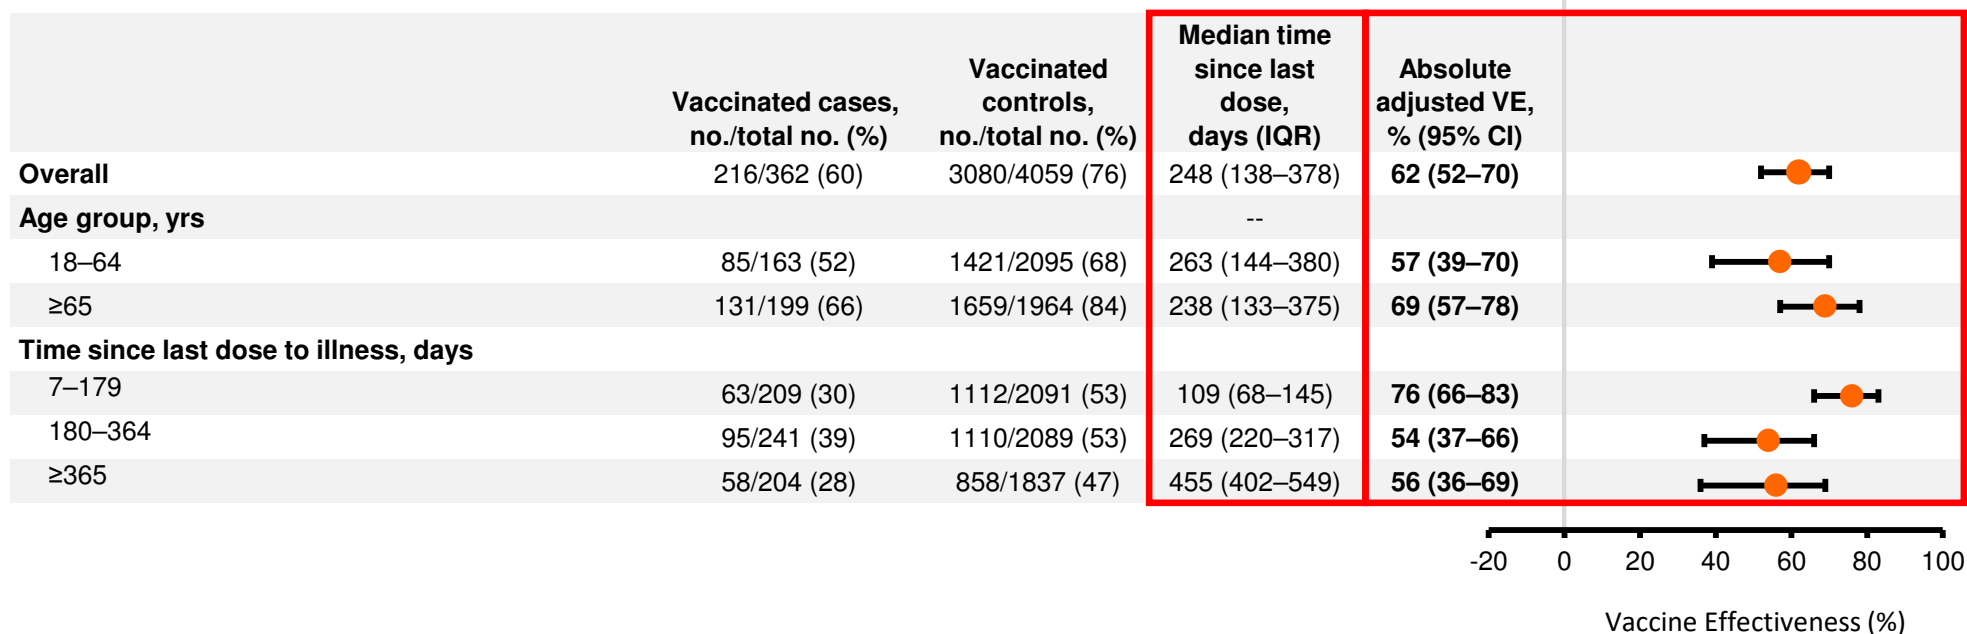 Vaccinated cases, no./total no. (%) Vaccinated controls, no./total no. (%) Median time since last dose, days (IQR) Absolute adjusted VE, % (95% CI)
Overall 216/362 (60) 3080/4059 (76) 248 (138–378) 62 (52–70)
Age group, yrs --
18–64 85/163 (52) 1421/2095 (68) 263 (144–380) 57 (39–70)
≥65 131/199 (66) 1659/1964 (84) 238 (133–375) 69 (57–78)
Time since last dose to illness, days
7–179 63/209 (30) 1112/2091 (53) 109 (68–145) 76 (66–83)
180–364 95/241 (39) 1110/2089 (53) 269 (220–317) 54 (37–66)
≥365 58/204 (28) 858/1837 (47) 455 (402–549) 56 (36–69)
-20 0 20 40 60 80 100
Vaccine Effectiveness (%)